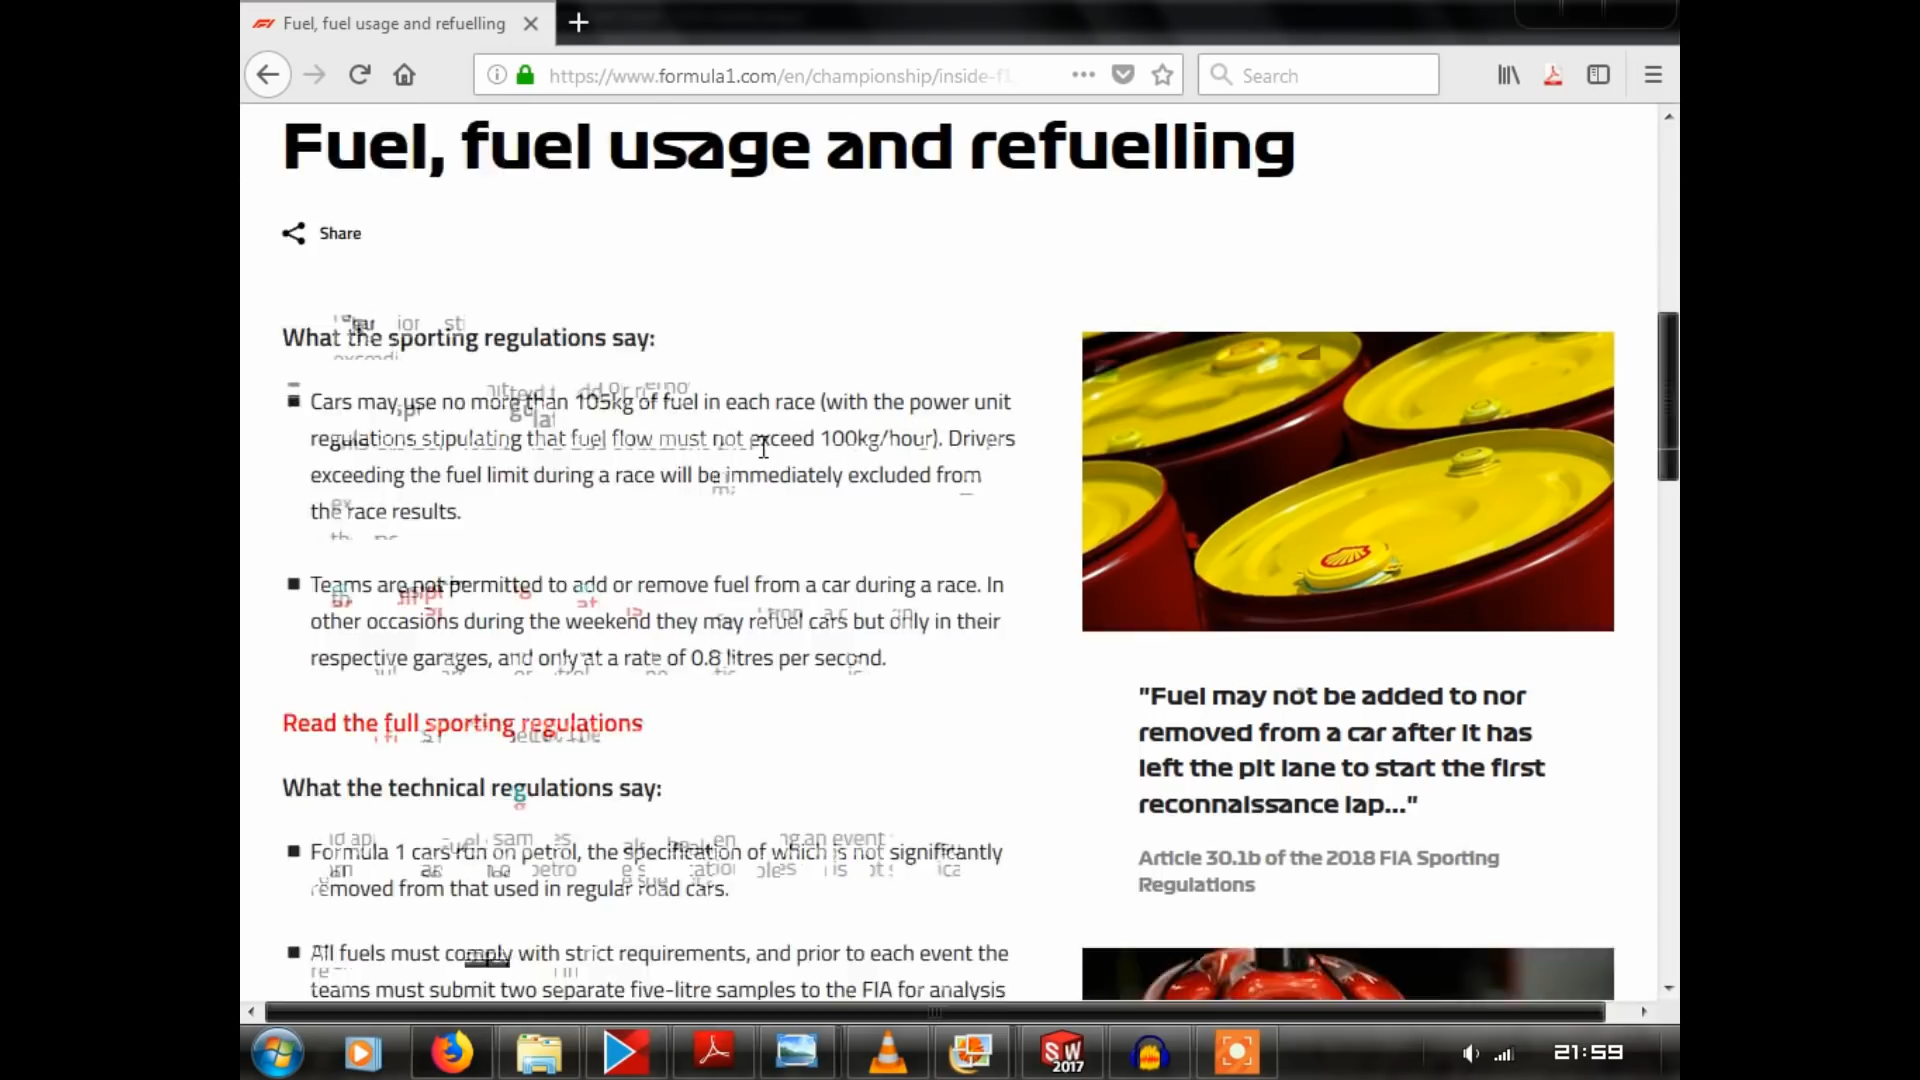 Fuel, fuel usage and refuelling
https://www.formula1.com/en/championship/inside-f1
Search
Fuel, fuel usage and refuelling
Share
What the sporting regulations say:
Cars may use no more than 105kg of fuel in each race (with the power unit
regulations stipulating that fuel flow must not exceed 100kg/hour). Drivers
exceeding the fuel limit during a race will be immediately excluded from
the race results.
Teams are not permitted to add or remove fuel from a car during a race. In
other occasions during the weekend they may refuel cars but only in their
respective garages, and only at a rate of 0.8 litres per second.
Read the full sporting regulations
What the technical regulations say:
Formula 1 cars run on petrol, the specification of which is not significantly
removed from that used in regular road cars.
All fuels must comply with strict requirements, and prior to each event the
teams must submit two separate five-litre samples to the FIA for analysis
"Fuel may not be added to nor
removed from a car after it has
left the pit lane to start the first
reconnaissance lap..."
Article 30.1b of the 2018 FIA Sporting
Regulations
SW
2017
21:59